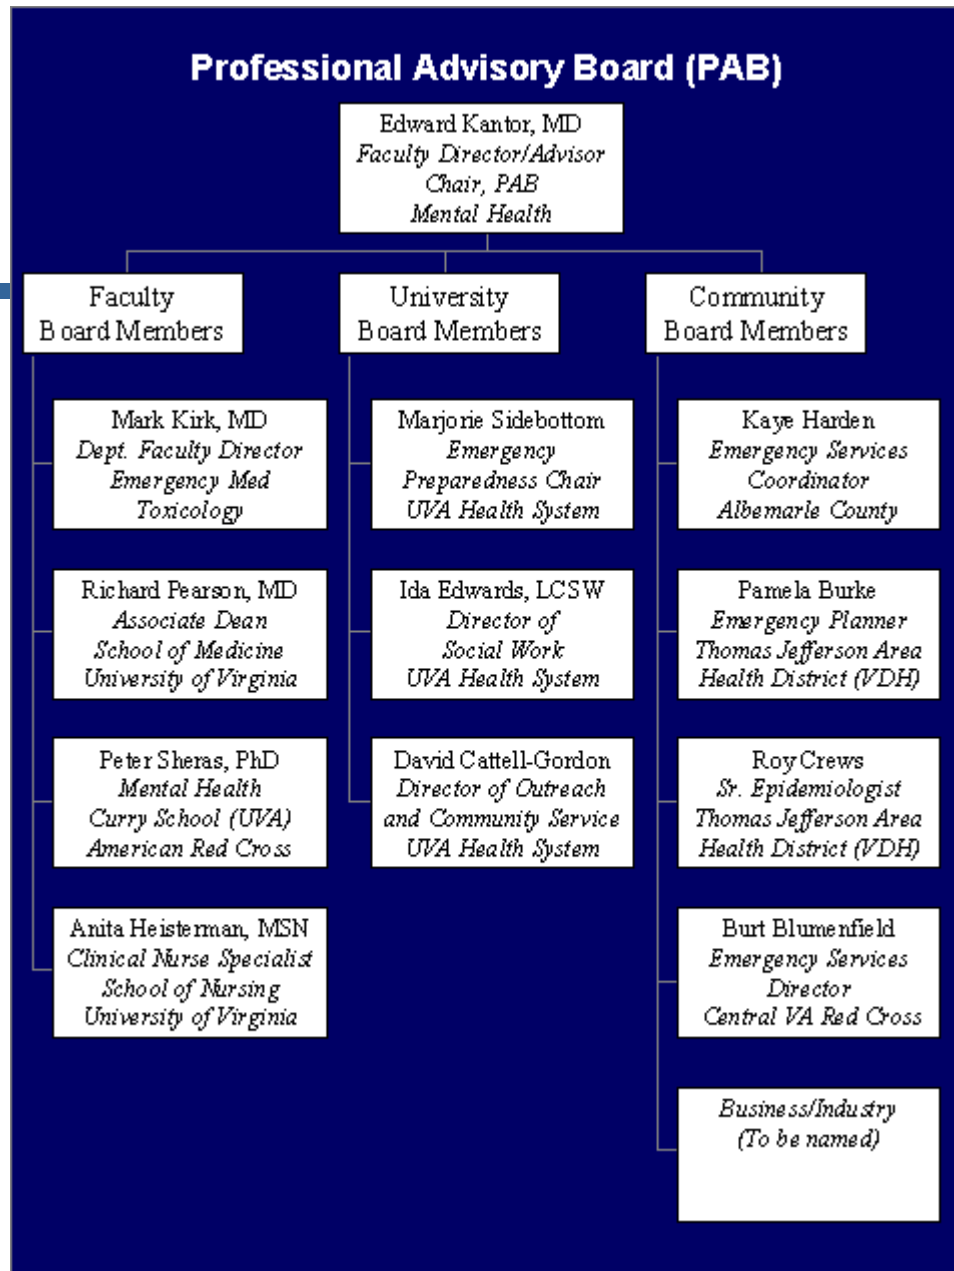 Professional Advisory Board (PAB)
Edward Kantor, MD
Faculty Director/Advisor
Chair, PAB
Mental Health
Faculty
Board Members
University
Board Members
Community
Board Members
Mark Kirk, MD
Dept. Faculty Director
Emergency Med
Toxicology
Marjorie Sidebottom
Emergency
Preparedness Chair
UVA Health System
Kaye Harden
Emergency Services
Coordinator
Albemarle County
Richard Pearson, MD
Associate Dean
School of Medicine
University of Virginia
Ida Edwards, LCSW
Director of
Social Work
UVA Health System
Pamela Burke
Emergency Planner
Thomas Jefferson Area
Health District (VDH)
Peter Sheras, PhD
Mental Health
Curry School (UVA)
American Red Cross
David Cattell-Gordon
Director of Outreach
and Community Service
UVA Health System
Roy Crews
Sr. Epidemiologist
Thomas Jefferson Area
Health District (VDH)
Anita Heisterman, MSN
Clinical Nurse Specialist
School of Nursing
University of Virginia
Burt Blumenfield
Emergency Services
Director
Central VA Red Cross
Business/Industry
(To be named)